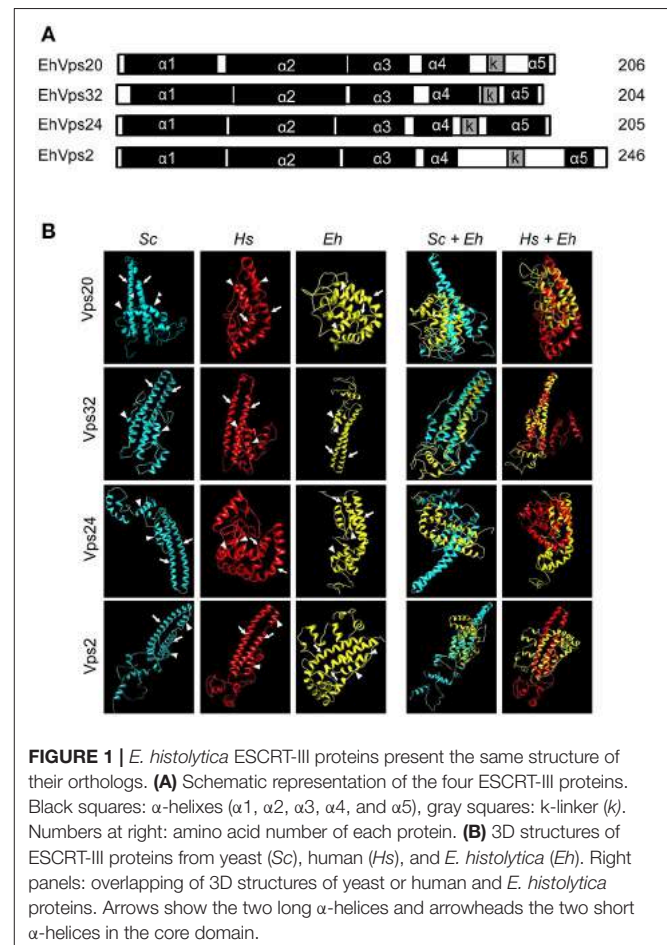 A
EhVps20 α1 α2 α3 α4 k α5 206
EhVps32 α1 α2 α3 α4 k α5 204
EhVps24 α1 α2 α3 α4 k α5 205
EhVps2 α1 α2 α3 α4 k α5 246
B
Sc Hs Eh Sc + Eh Hs + Eh
Vps20
Vps32
Vps24
Vps2
FIGURE 1 | E. histolytica ESCRT-III proteins present the same structure of
their orthologs. (A) Schematic representation of the four ESCRT-III proteins.
Black squares: α-helixes (α1, α2, α3, α4, and α5), gray squares: k-linker (k).
Numbers at right: amino acid number of each protein. (B) 3D structures of
ESCRT-III proteins from yeast (Sc), human (Hs), and E. histolytica (Eh). Right
panels: overlapping of 3D structures of yeast or human and E. histolytica
proteins. Arrows show the two long α-helices and arrowheads the two short
α-helices in the core domain.